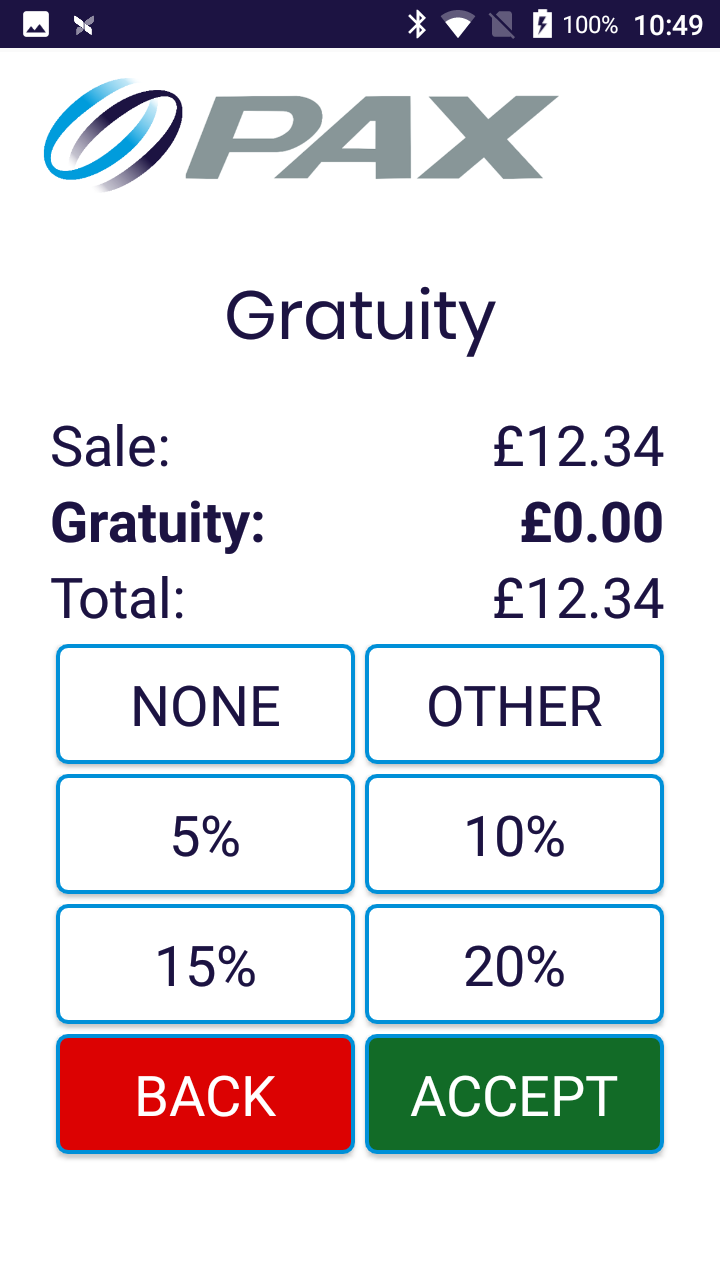 100% 10:49
PAX
Gratuity
Sale: £12.34
Gratuity: £0.00
Total: £12.34
NONE OTHER
5% 10%
15% 20%
BACK ACCEPT